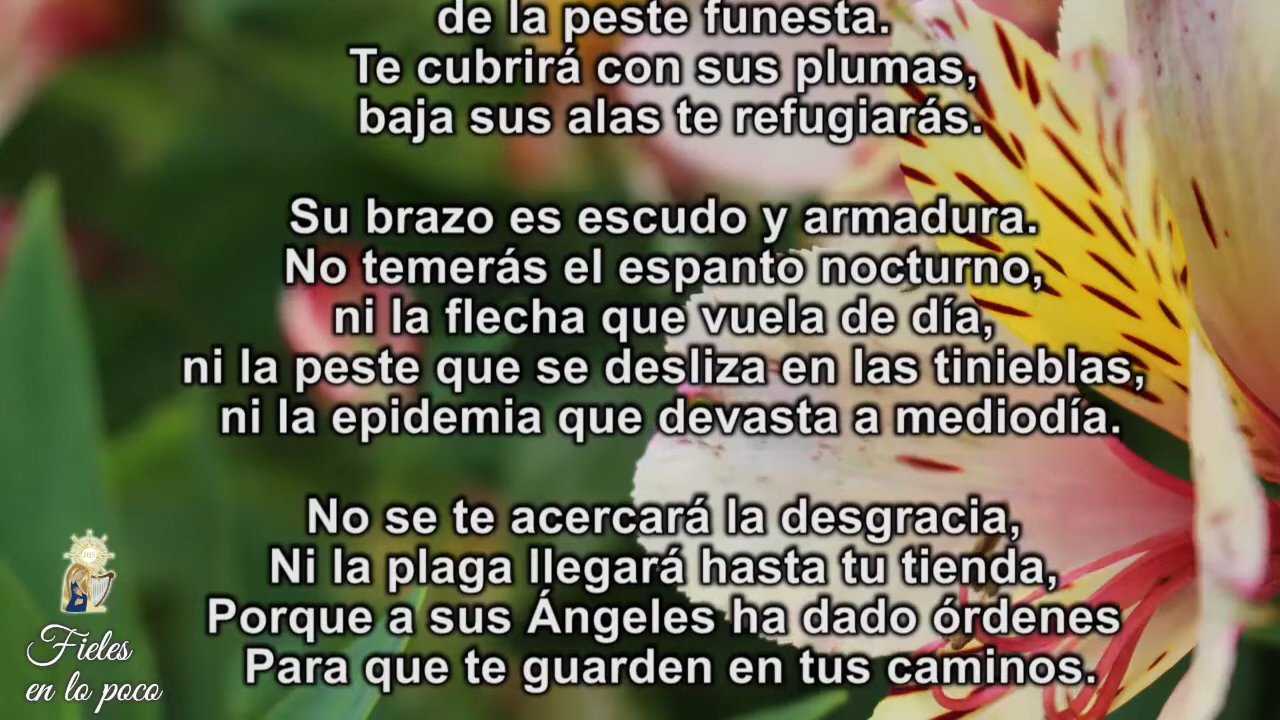 de la peste funesta.
Te cubrirá con sus plumas,
baja sus alas te refugiarás.
Su brazo es escudo y armadura.
No temerás el espanto nocturno,
ni la flecha que vuela de día,
ni la peste que se desliza en las tinieblas,
ni la epidemia que devasta a mediodía.
No se te acercará la desgracia,
Ni la plaga llegará hasta tu tienda,
Porque a sus Ángeles ha dado órdenes
Para que te guarden en tus caminos.
IHS
Fieles
en lo poco